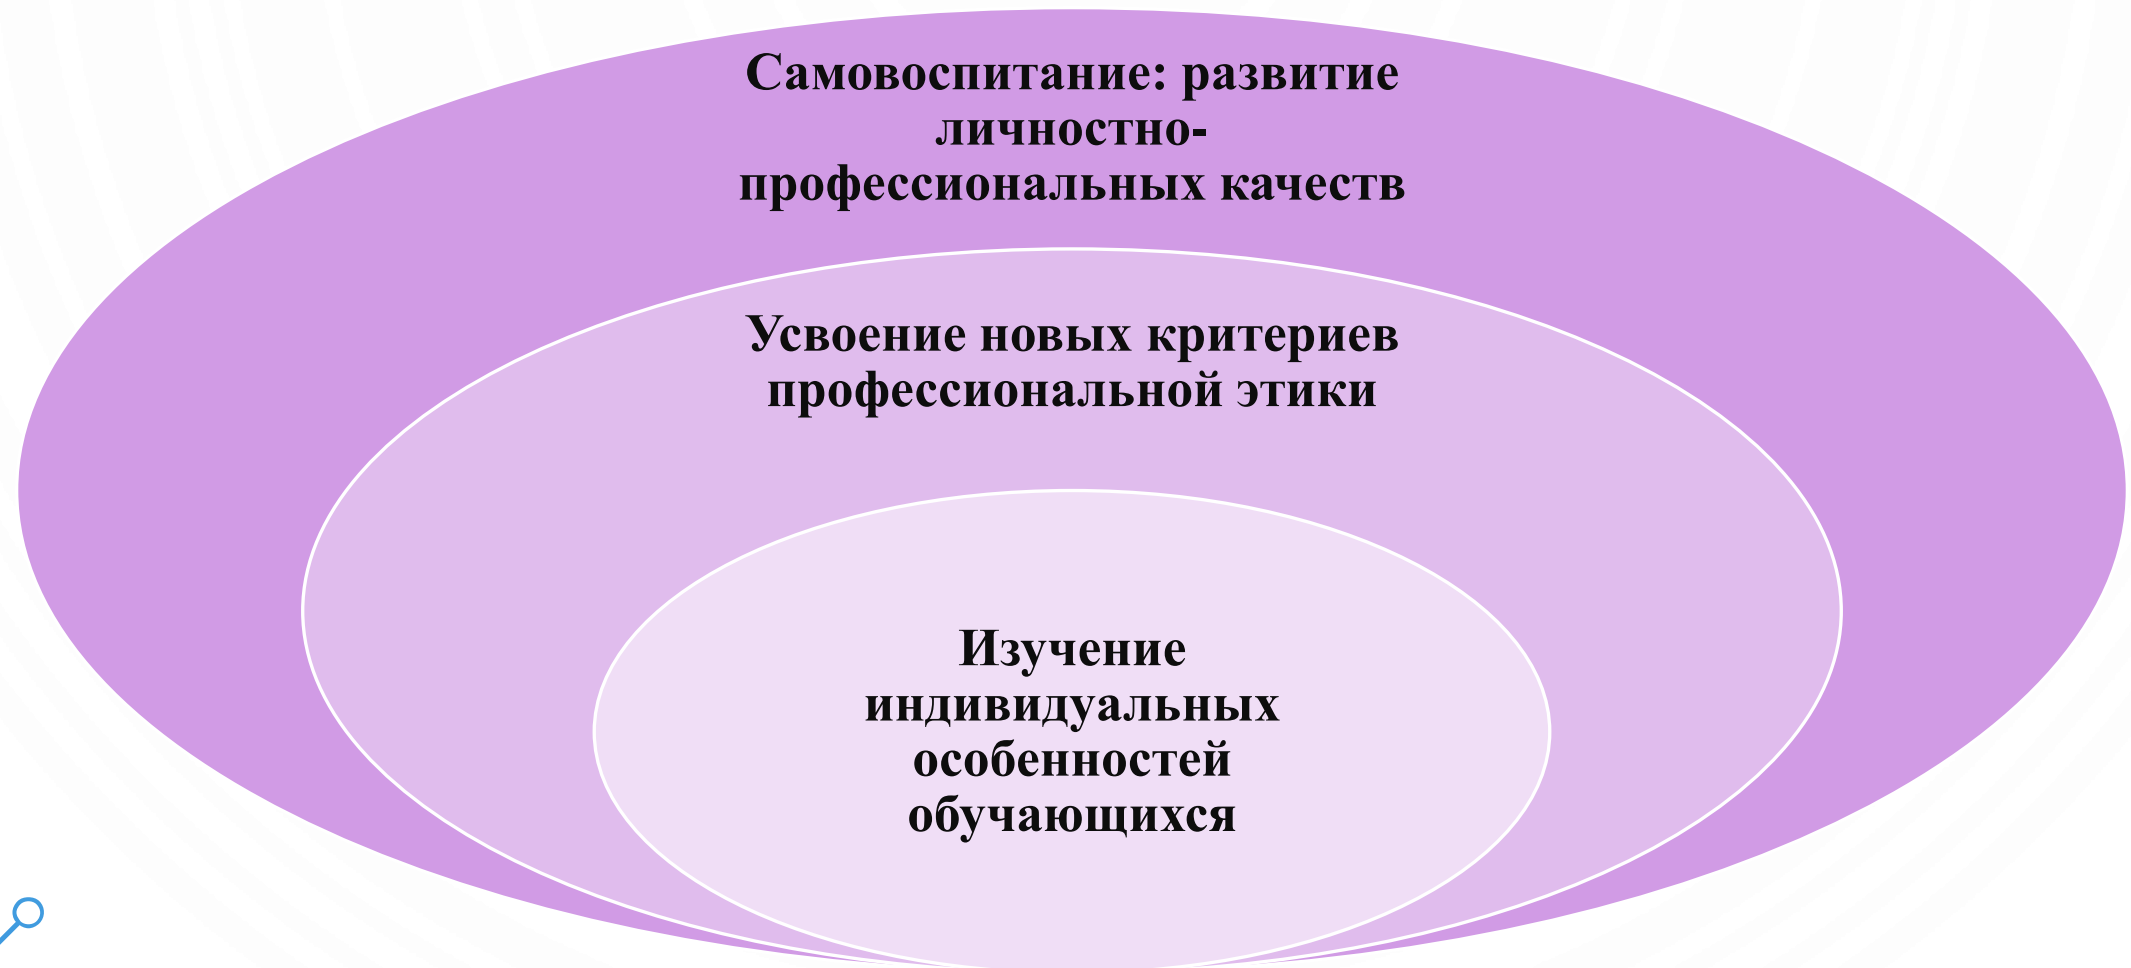 Самовоспитание: развитие
личностно-
профессиональных качеств
Усвоение новых критериев
профессиональной этики
Изучение
индивидуальных
особенностей
обучающихся